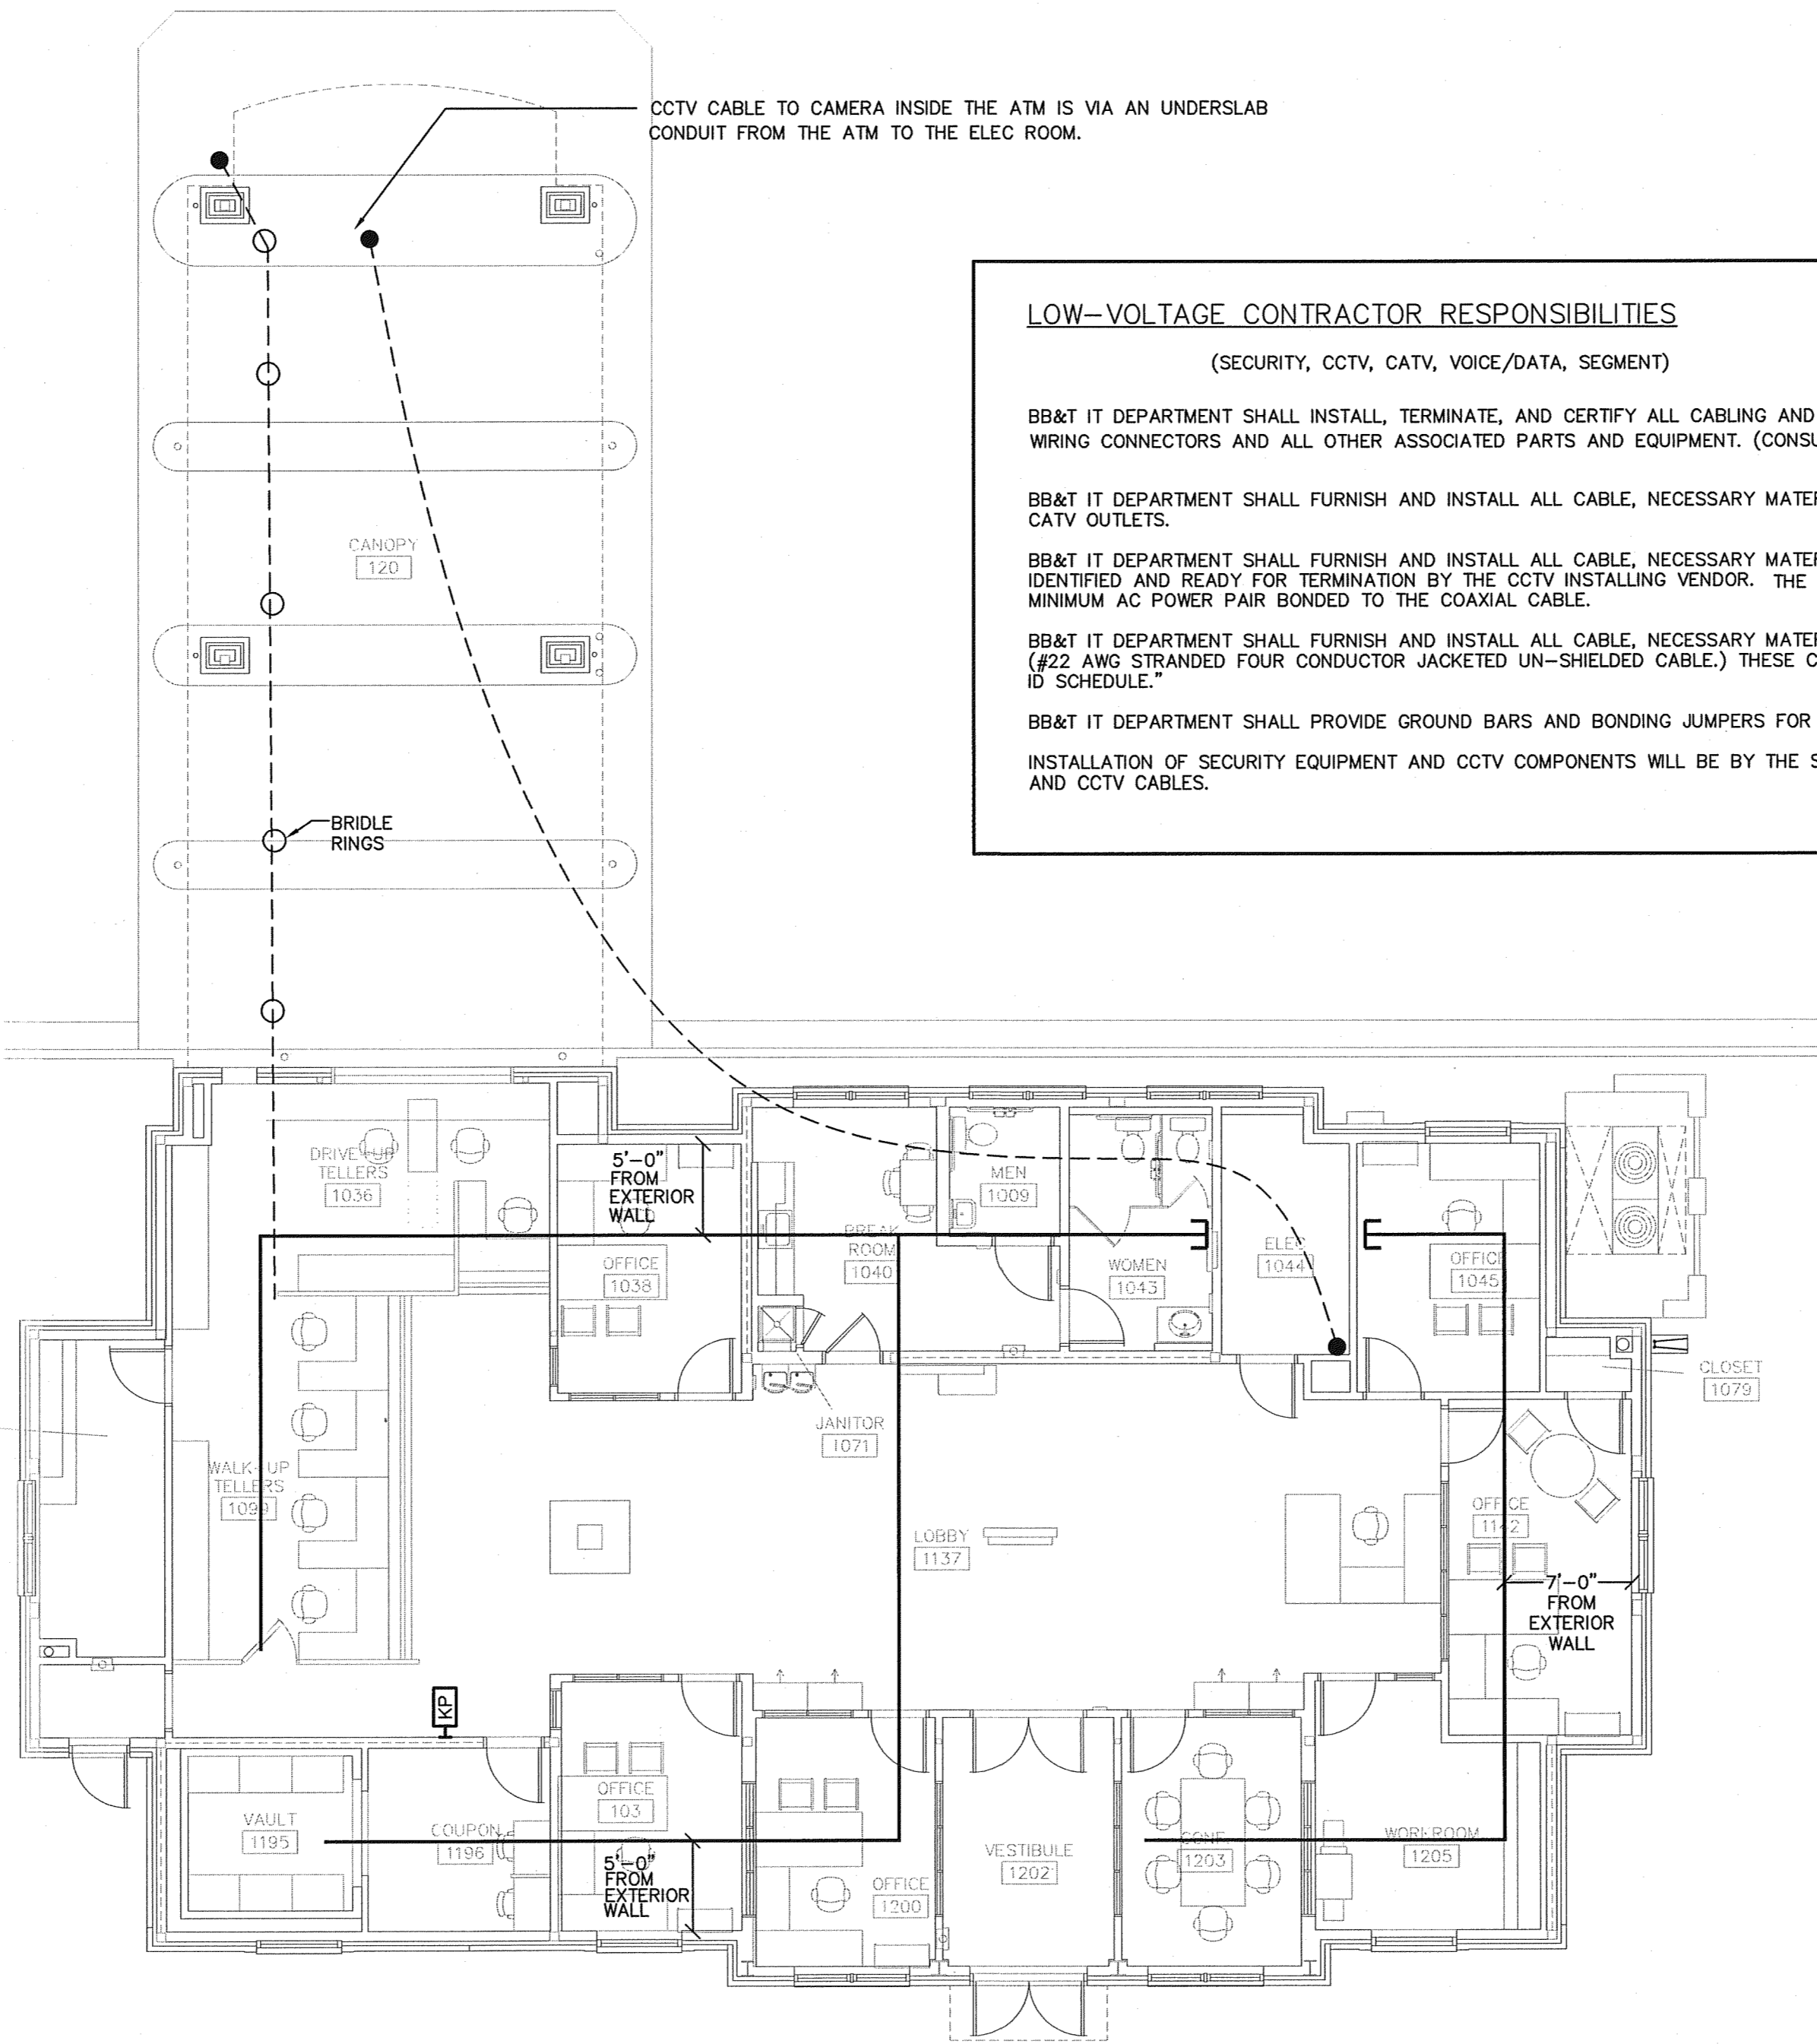 CCTV CABLE TO CAMERA INSIDE THE ATM IS VIA AN UNDERSLAB
CONDUIT FROM THE ATM TO THE ELEC ROOM.
LOW-VOLTAGE CONTRACTOR RESPONSIBILITIES
(SECURITY, CCTV, CATV, VOICE/DATA, SEGMENT)
BB&T IT DEPARTMENT SHALL INSTALL, TERMINATE, AND CERTIFY ALL CABLING AND
WIRING CONNECTORS AND ALL OTHER ASSOCIATED PARTS AND EQUIPMENT. (CONSU
BB&T IT DEPARTMENT SHALL FURNISH AND INSTALL ALL CABLE, NECESSARY MATER
CATV OUTLETS.
BB&T IT DEPARTMENT SHALL FURNISH AND INSTALL ALL CABLE, NECESSARY MATER
IDENTIFIED AND READY FOR TERMINATION BY THE CCTV INSTALLING VENDOR. THE
MINIMUM AC POWER PAIR BONDED TO THE COAXIAL CABLE.
BB&T IT DEPARTMENT SHALL FURNISH AND INSTALL ALL CABLE, NECESSARY MATER
(#22 AWG STRANDED FOUR CONDUCTOR JACKETED UN-SHIELDED CABLE.) THESE C
ID SCHEDULE."
BB&T IT DEPARTMENT SHALL PROVIDE GROUND BARS AND BONDING JUMPERS FOR
INSTALLATION OF SECURITY EQUIPMENT AND CCTV COMPONENTS WILL BE BY THE S
AND CCTV CABLES.
CANOPY
120
BRIDLE
RINGS
DRIVE-UP
TELLERS
1036
5'-0"
FROM
EXTERIOR
WALL
OFFICE
1038
BREAK
ROOM
1040
MEN
1009
WOMEN
1043
ELEC
1044
OFFICE
1045
CLOSET
1079
JANITOR
1071
WALK-UP
TELLERS
1099
LOBBY
1137
OFFICE
1142
7'-0"
FROM
EXTERIOR
WALL
KP
VAULT
1195
COUPON
1196
OFFICE
103
5'-0"
FROM
EXTERIOR
WALL
OFFICE
1200
VESTIBULE
1202
CONF.
1203
WORKROOM
1205